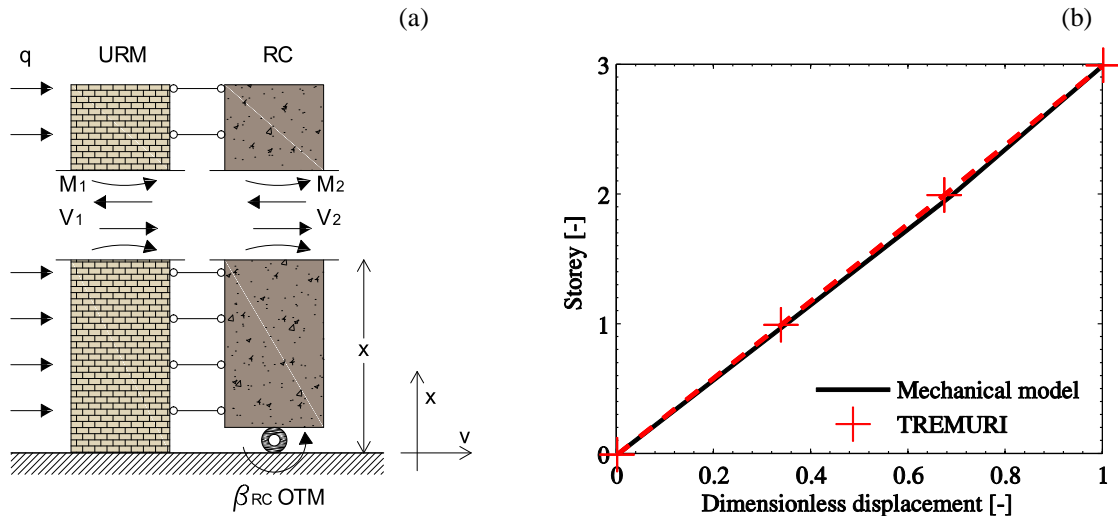 (a)
q URM RC
M1 M2
V1 V2
x
x
v
βRC OTM
(b)
3
2
1
0
Storey [-]
Mechanical model
TREMURI
0 0.2 0.4 0.6 0.8 1
Dimensionless displacement [-]